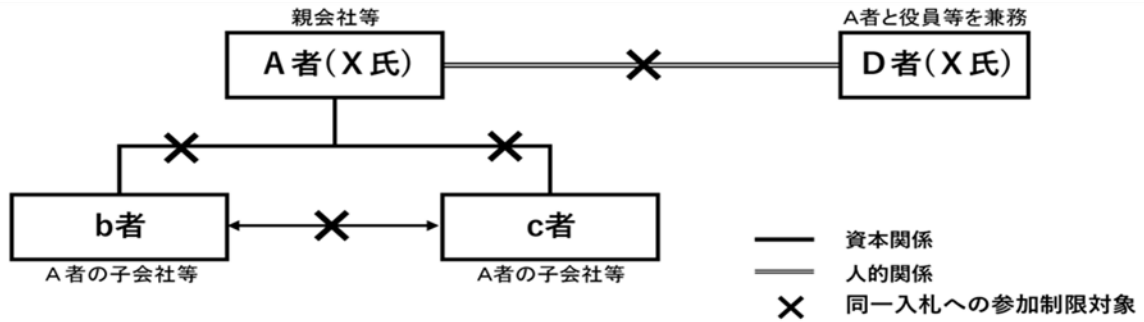 親会社等
A者と役員等を兼務
A者(X氏)
D者(X氏)
b者
c者
A者の子会社等
A者の子会社等
資本関係
人的関係
同一入札への参加制限対象